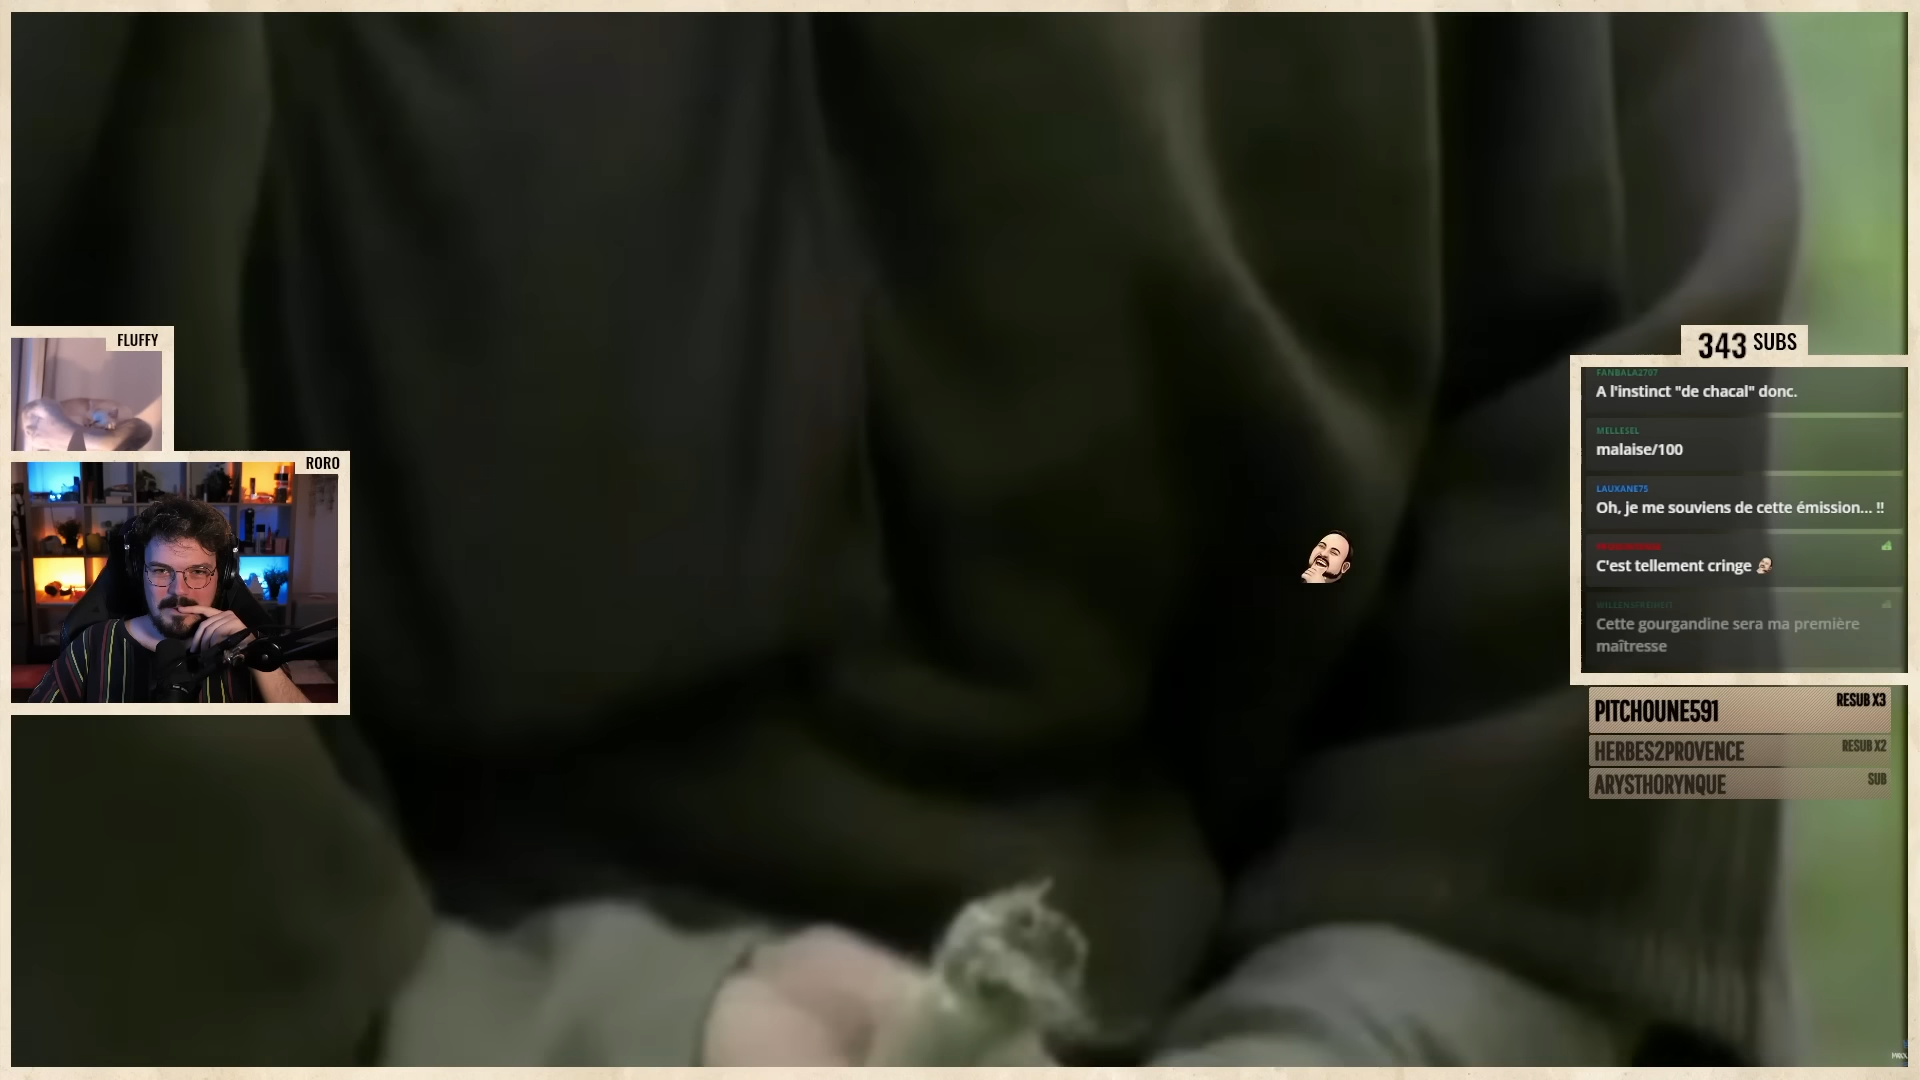 FLUFFY
RORO
343 SUBS
FANBALA2707
A l'instinct "de chacal" donc.
MELLESEL
malaise/100
LAUXANE75
Oh, je me souviens de cette émission... !!
C'est tellement cringe
Cette gourgandine sera ma première
maîtresse
PITCHOUNE591 RESUB X3
HERBES2PROVENCE RESUB X2
ARYSTHORYNQUE SUB